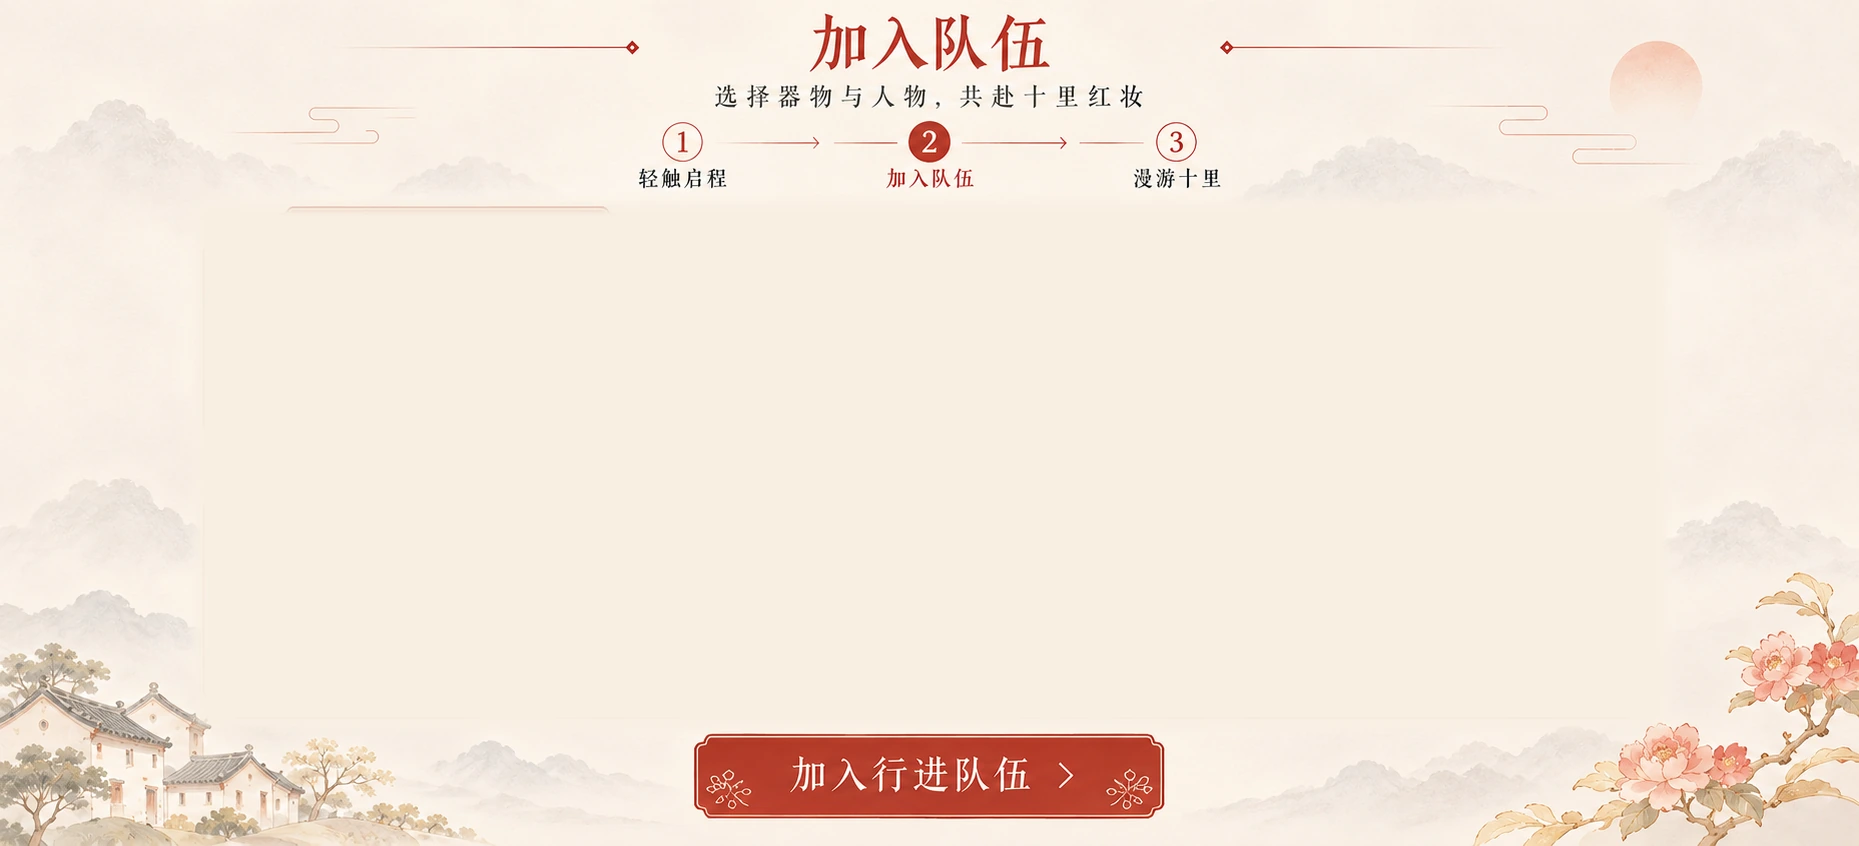 加入队伍
选择器物与人物，共赴十里红妆
1 2 3
轻触启程 加入队伍 漫游十里
加入行进队伍 >